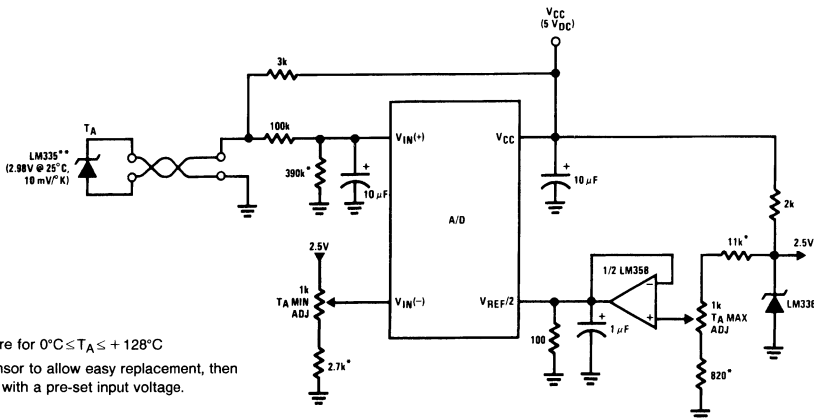 VCC
(5 VDC)
3k
TA
LM335**
(2.98V @ 25°C,
10 mV/°K)
100k
390k*
+
10 μF
VIN(+)
VCC
A/D
VIN(–)
VREF/2
+
10 μF
2k
11k*
2.5V
LM336
1/2 LM358
–
+
1k
TA MAX
ADJ
820*
100
+
1 μF
2.5V
1k
TA MIN
ADJ
2.7k*
re for 0°C≤TA≤ +128°C
nsor to allow easy replacement, then
with a pre-set input voltage.